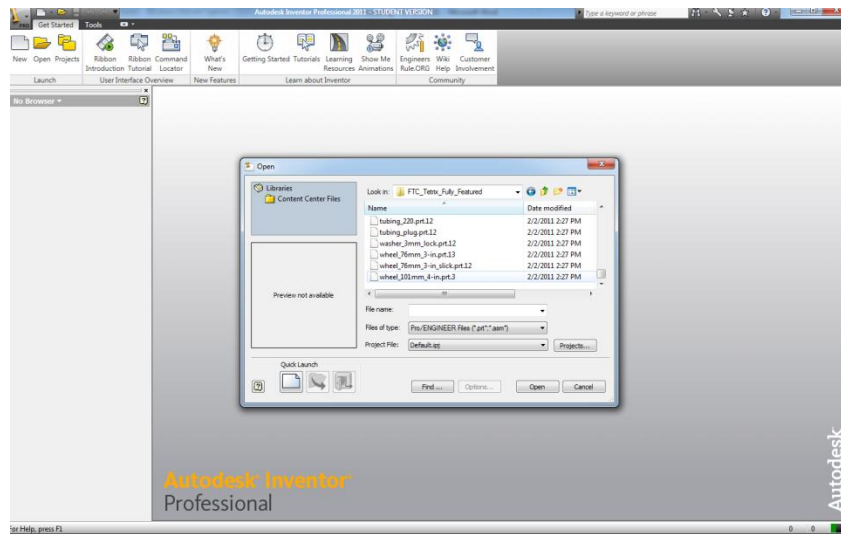 Autodesk Inventor Professional 2011 - STUDENT VERSION
Type a keyword or phrase
PRO
Get Started Tools
New Open Projects
Ribbon Introduction
Ribbon Tutorial
Command Locator
What's New
Getting Started
Tutorials
Learning Resources
Show Me Animations
Engineers Rule.ORG
Wiki Help
Customer Involvement
Launch
User Interface Overview
New Features
Learn about Inventor
Community
No Browser
Open
Libraries
Content Center Files
Look in: FTC_Tetrix_Fully_Featured
Name Date modified
tubing_220.prt.12 2/2/2011 2:27 PM
tubing_plug.prt.12 2/2/2011 2:27 PM
washer_3mm_lock.prt.12 2/2/2011 2:27 PM
wheel_76mm_3-in.prt.13 2/2/2011 2:27 PM
wheel_76mm_3-in_slick.prt.12 2/2/2011 2:27 PM
wheel_101mm_4-in.prt.3 2/2/2011 2:27 PM
Preview not available
File name:
Files of type: Pro/ENGINEER Files (*.prt*;*.asm*)
Project File: Default.ipj Projects...
Quick Launch
Find ... Options... Open Cancel
Autodesk Inventor
Professional
Autodesk
For Help, press F1
0 0